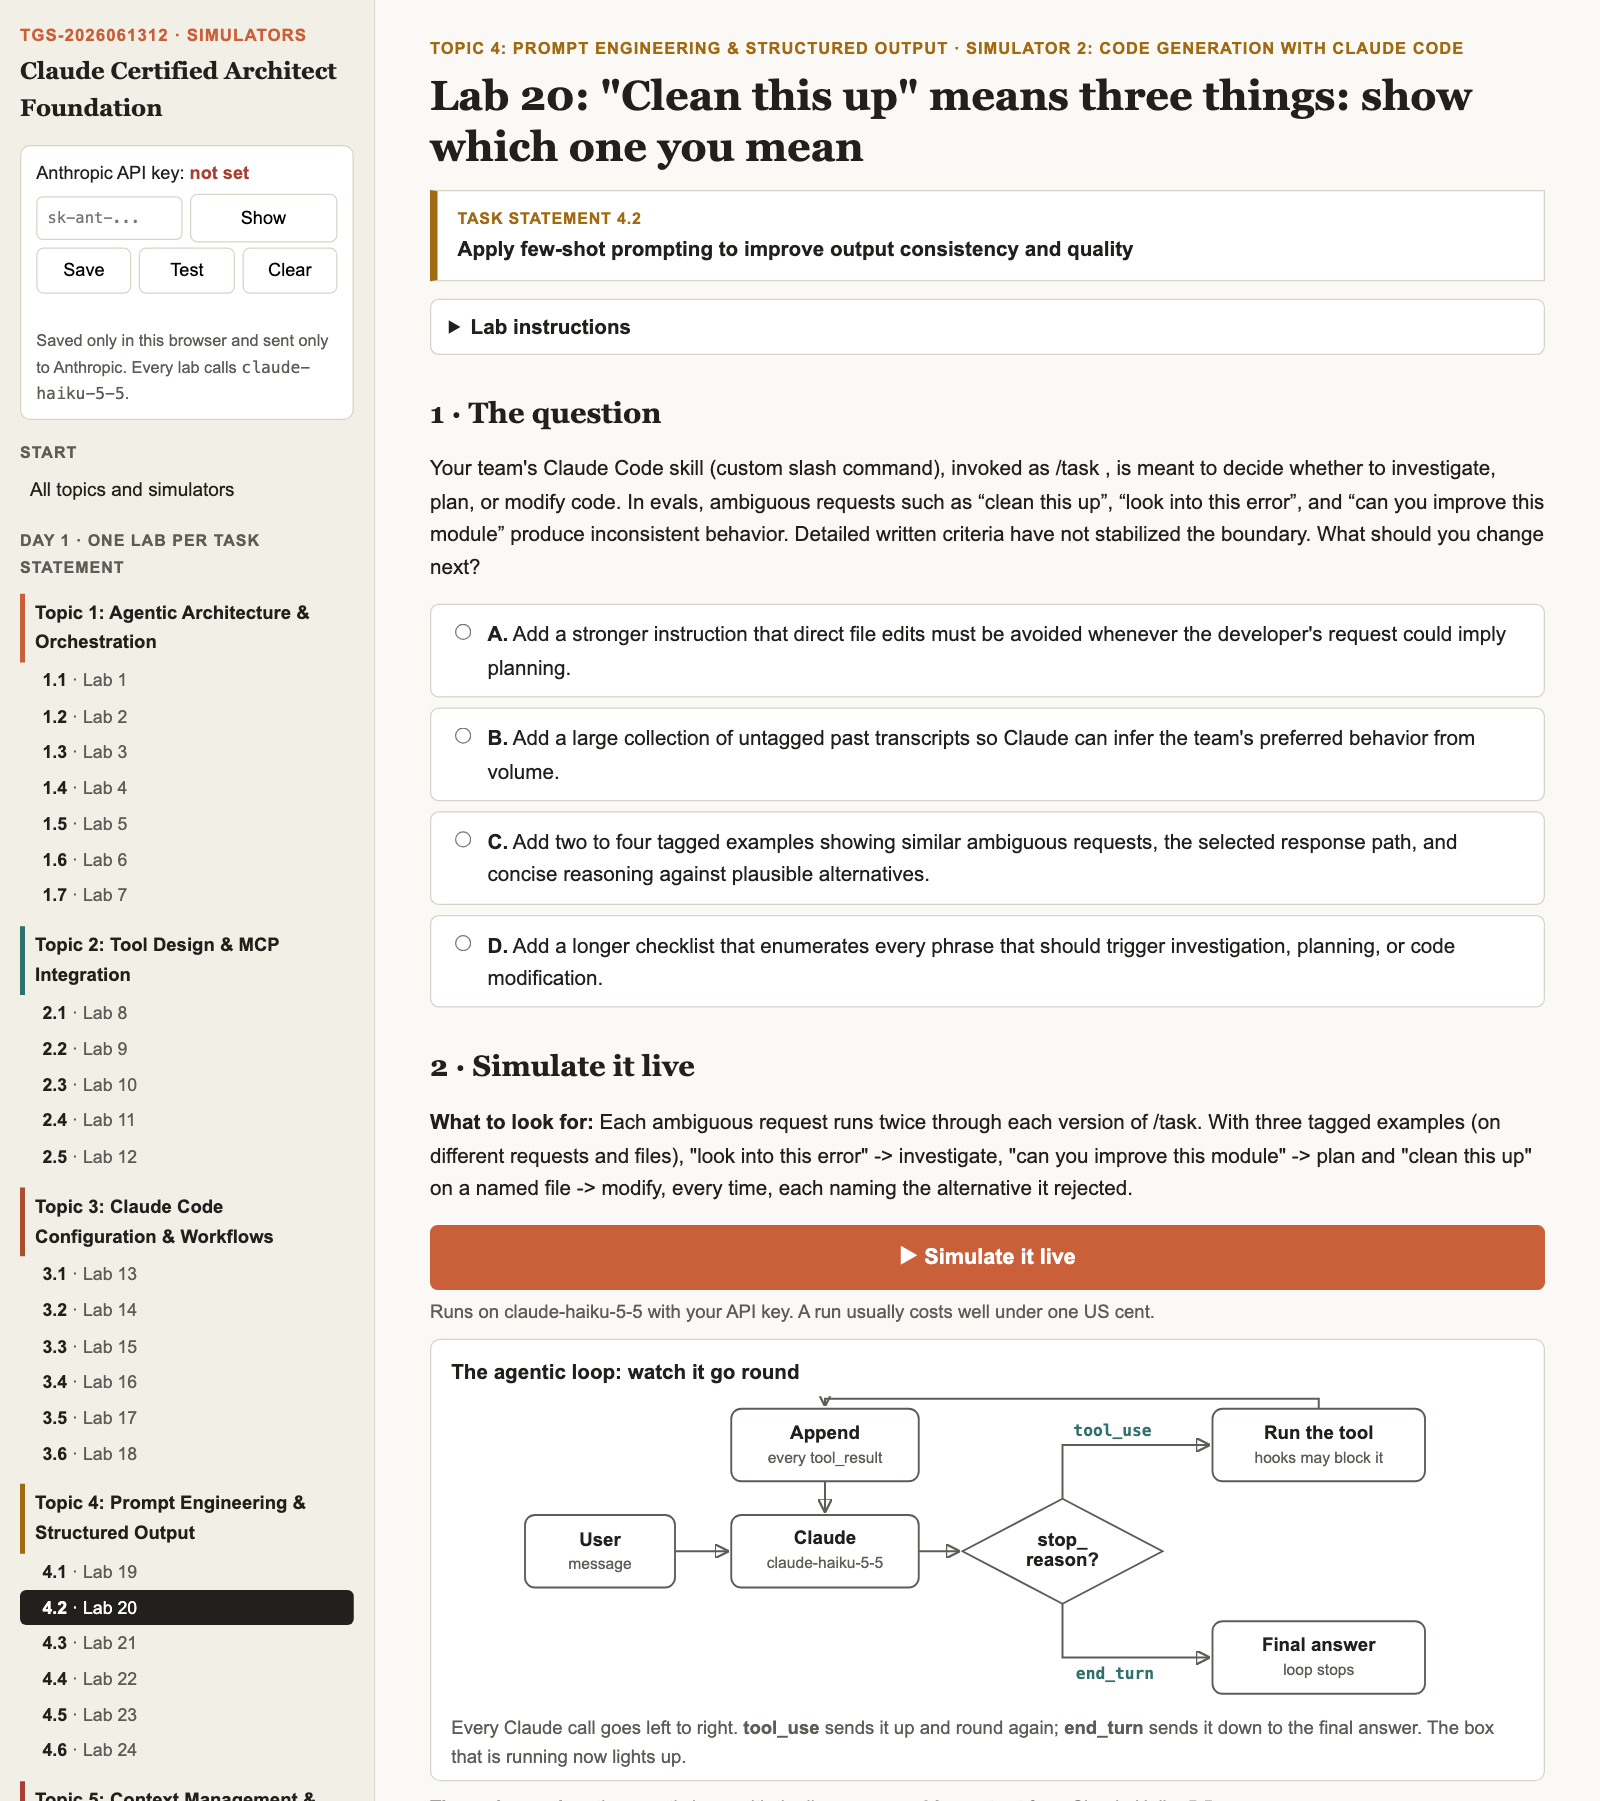 TGS-2026061312 · SIMULATORS
Claude Certified Architect
Foundation
Anthropic API key: not set
sk-ant-...
Show
Save
Test
Clear
Saved only in this browser and sent only
to Anthropic. Every lab calls claude-
haiku-5-5.
START
All topics and simulators
DAY 1 · ONE LAB PER TASK
STATEMENT
Topic 1: Agentic Architecture &
Orchestration
1.1 · Lab 1
1.2 · Lab 2
1.3 · Lab 3
1.4 · Lab 4
1.5 · Lab 5
1.6 · Lab 6
1.7 · Lab 7
Topic 2: Tool Design & MCP
Integration
2.1 · Lab 8
2.2 · Lab 9
2.3 · Lab 10
2.4 · Lab 11
2.5 · Lab 12
Topic 3: Claude Code
Configuration & Workflows
3.1 · Lab 13
3.2 · Lab 14
3.3 · Lab 15
3.4 · Lab 16
3.5 · Lab 17
3.6 · Lab 18
Topic 4: Prompt Engineering &
Structured Output
4.1 · Lab 19
4.2 · Lab 20
4.3 · Lab 21
4.4 · Lab 22
4.5 · Lab 23
4.6 · Lab 24
Topic 5: Context Management &
TOPIC 4: PROMPT ENGINEERING & STRUCTURED OUTPUT · SIMULATOR 2: CODE GENERATION WITH CLAUDE CODE
Lab 20: "Clean this up" means three things: show
which one you mean
TASK STATEMENT 4.2
Apply few-shot prompting to improve output consistency and quality
▶ Lab instructions
1 · The question
Your team's Claude Code skill (custom slash command), invoked as /task , is meant to decide whether to investigate,
plan, or modify code. In evals, ambiguous requests such as “clean this up”, “look into this error”, and “can you improve this
module” produce inconsistent behavior. Detailed written criteria have not stabilized the boundary. What should you change
next?
A. Add a stronger instruction that direct file edits must be avoided whenever the developer's request could imply
planning.
B. Add a large collection of untagged past transcripts so Claude can infer the team's preferred behavior from
volume.
C. Add two to four tagged examples showing similar ambiguous requests, the selected response path, and
concise reasoning against plausible alternatives.
D. Add a longer checklist that enumerates every phrase that should trigger investigation, planning, or code
modification.
2 · Simulate it live
What to look for: Each ambiguous request runs twice through each version of /task. With three tagged examples (on
different requests and files), "look into this error" -> investigate, "can you improve this module" -> plan and "clean this up"
on a named file -> modify, every time, each naming the alternative it rejected.
▶ Simulate it live
Runs on claude-haiku-5-5 with your API key. A run usually costs well under one US cent.
The agentic loop: watch it go round
Append
every tool_result
tool_use
Run the tool
hooks may block it
User
message
Claude
claude-haiku-5-5
stop_
reason?
Final answer
loop stops
end_turn
Every Claude call goes left to right. tool_use sends it up and round again; end_turn sends it down to the final answer. The box
that is running now lights up.